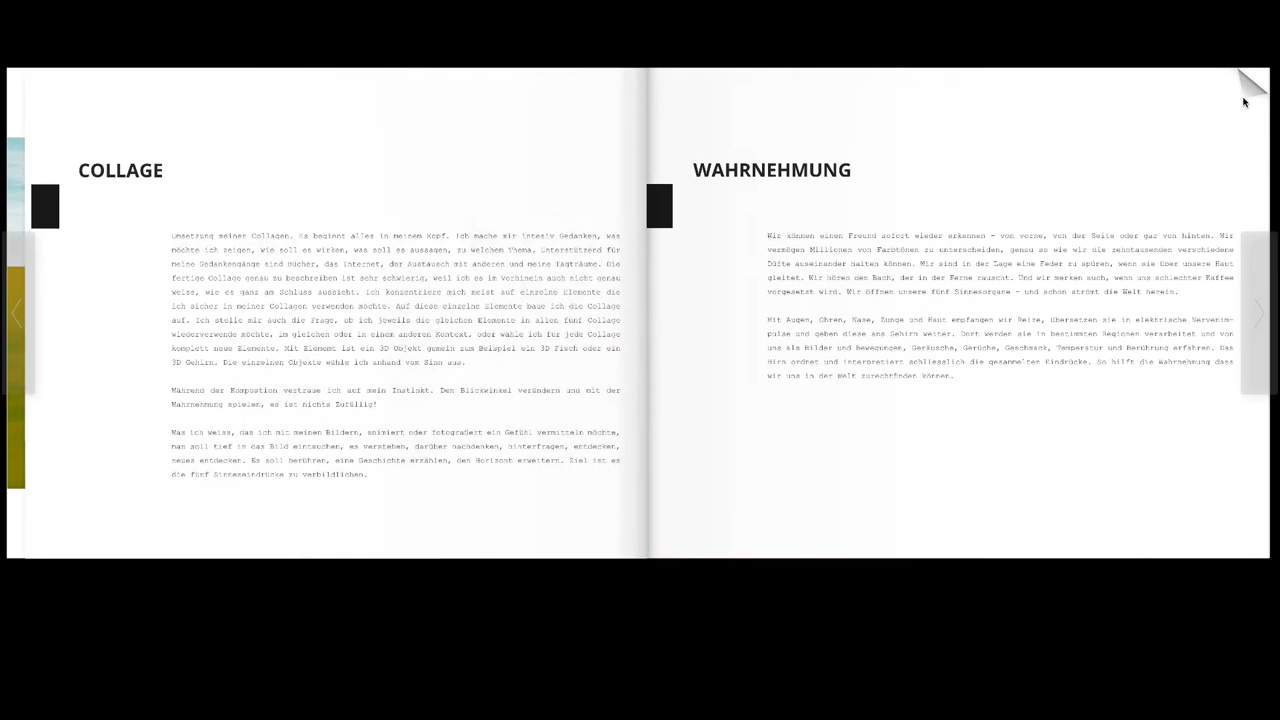 COLLAGE
Umsetzung meiner Collagen. Es beginnt alles in meinem Kopf. Ich mache mir intesiv Gedanken, was
möchte ich zeigen, wie soll es wirken, was soll es aussagen, zu welchem Thema. Unterstützend für
meine Gedankengänge sind Bücher, das Internet, der Austausch mit anderen und meine Tagträume. Die
fertige Collage genau zu beschreiben ist sehr schwierig, weil ich es im Vorhinein auch nicht genau
weiss, wie es ganz am Schluss aussieht. Ich konzentriere mich meist auf einzelne Elemente die
ich sicher in meiner Collagen verwenden möchte. Auf diese einzelne Elemente baue ich die Collage
auf. Ich stelle mir auch die Frage, ob ich jeweils die gleichen Elemente in allen fünf Collage
wiederverwende möchte, im gleichen oder in einem anderen Kontext, oder wähle ich für jede Collage
komplett neue Elemente. Mit Element ist ein 3D Objekt gemein zum Beispiel ein 3D Fisch oder ein
3D Gehirn. Die einzelnen Objekte wähle ich anhand vom Sinn aus.
Während der Kompostion vertraue ich auf mein Instinkt. Den Blickwinkel verändern uns mit der
Wahrnehmung spielen, es ist nichts Zufällig!
Was ich weiss, das ich mit meinen Bildern, animiert oder fotografiert ein Gefühl vermitteln möchte,
man soll tief in das Bild eintauchen, es verstehen, darüber nachdenken, hinterfragen, entdecken,
neues entdecken. Es soll berühren, eine Geschichte erzählen, den Horizont erweitern. Ziel ist es
die fünf Sinneseindrücke zu verbildlichen.
WAHRNEHMUNG
Wir können einen Freund sofort wieder erkennen - von vorne, von der Seite oder gar von hinten. Wir
vermögen Millionen von Farbtönen zu unterscheiden, genau so wie wir die zehntausenden verschiedene
Düfte auseinander halten können. Wir sind in der Lage eine Feder zu spüren, wenn sie über unsere Haut
gleitet. Wir hören den Bach, der in der Ferne rauscht. Und wir merken auch, wenn uns schlechter Kaffee
vorgesetzt wird. Wir öffnen unsere fünf Sinnesorgane - und schon strömt die Welt herein.
Mit Augen, Ohren, Nase, Zunge und Haut empfangen wir Reize, übersetzen sie in elektrische Nervenim-
pulse und geben diese ans Gehirn weiter. Dort werden sie in bestimmten Regionen verarbeitet und von
uns als Bilder und bewegungen, Geräusche, Gerüche, Geschmack, Temperatur und Berührung erfahren. Das
Hirn ordnet und interpretiert schliesslich die gesammelten Eindrücke. So hilft die Wahrnehmung dass
wir uns in der Welt zurechtfinden können.